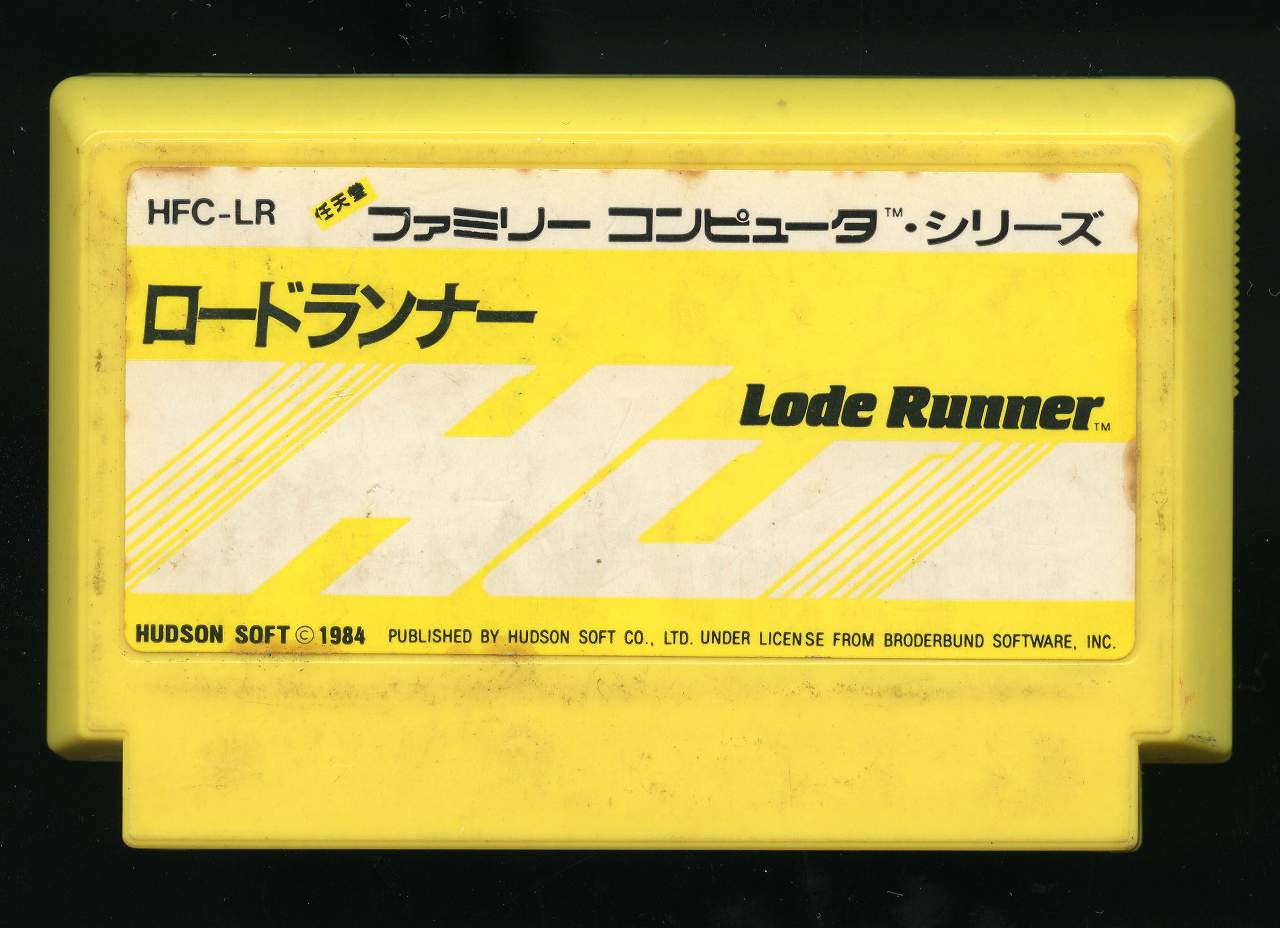 HFC-LR 任天堂 ファミリー コンピュータ™・シリーズ
ロードランナー
Lode Runner™
HU
HUDSON SOFT © 1984 PUBLISHED BY HUDSON SOFT CO., LTD. UNDER LICENSE FROM BRODERBUND SOFTWARE, INC.